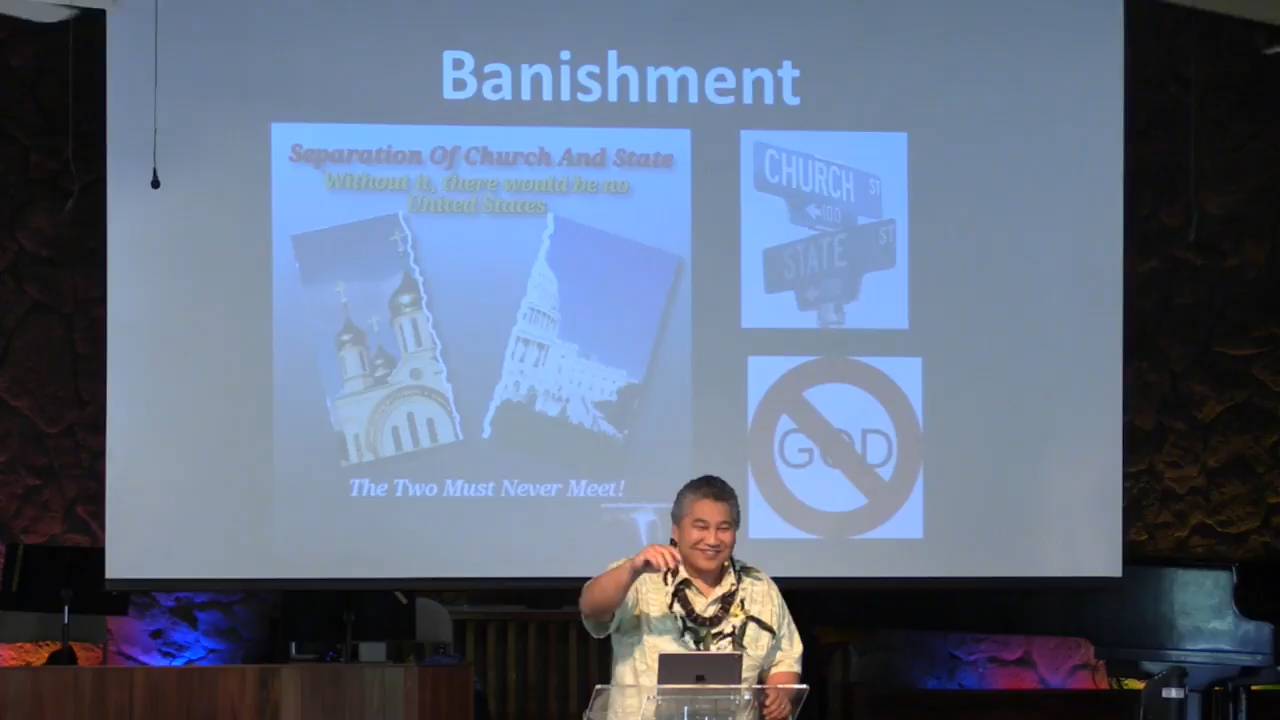 Banishment
Separation Of Church And State
Without it, there would be no
United States
The Two Must Never Meet!
CHURCH ST
100
STATE ST
GOD